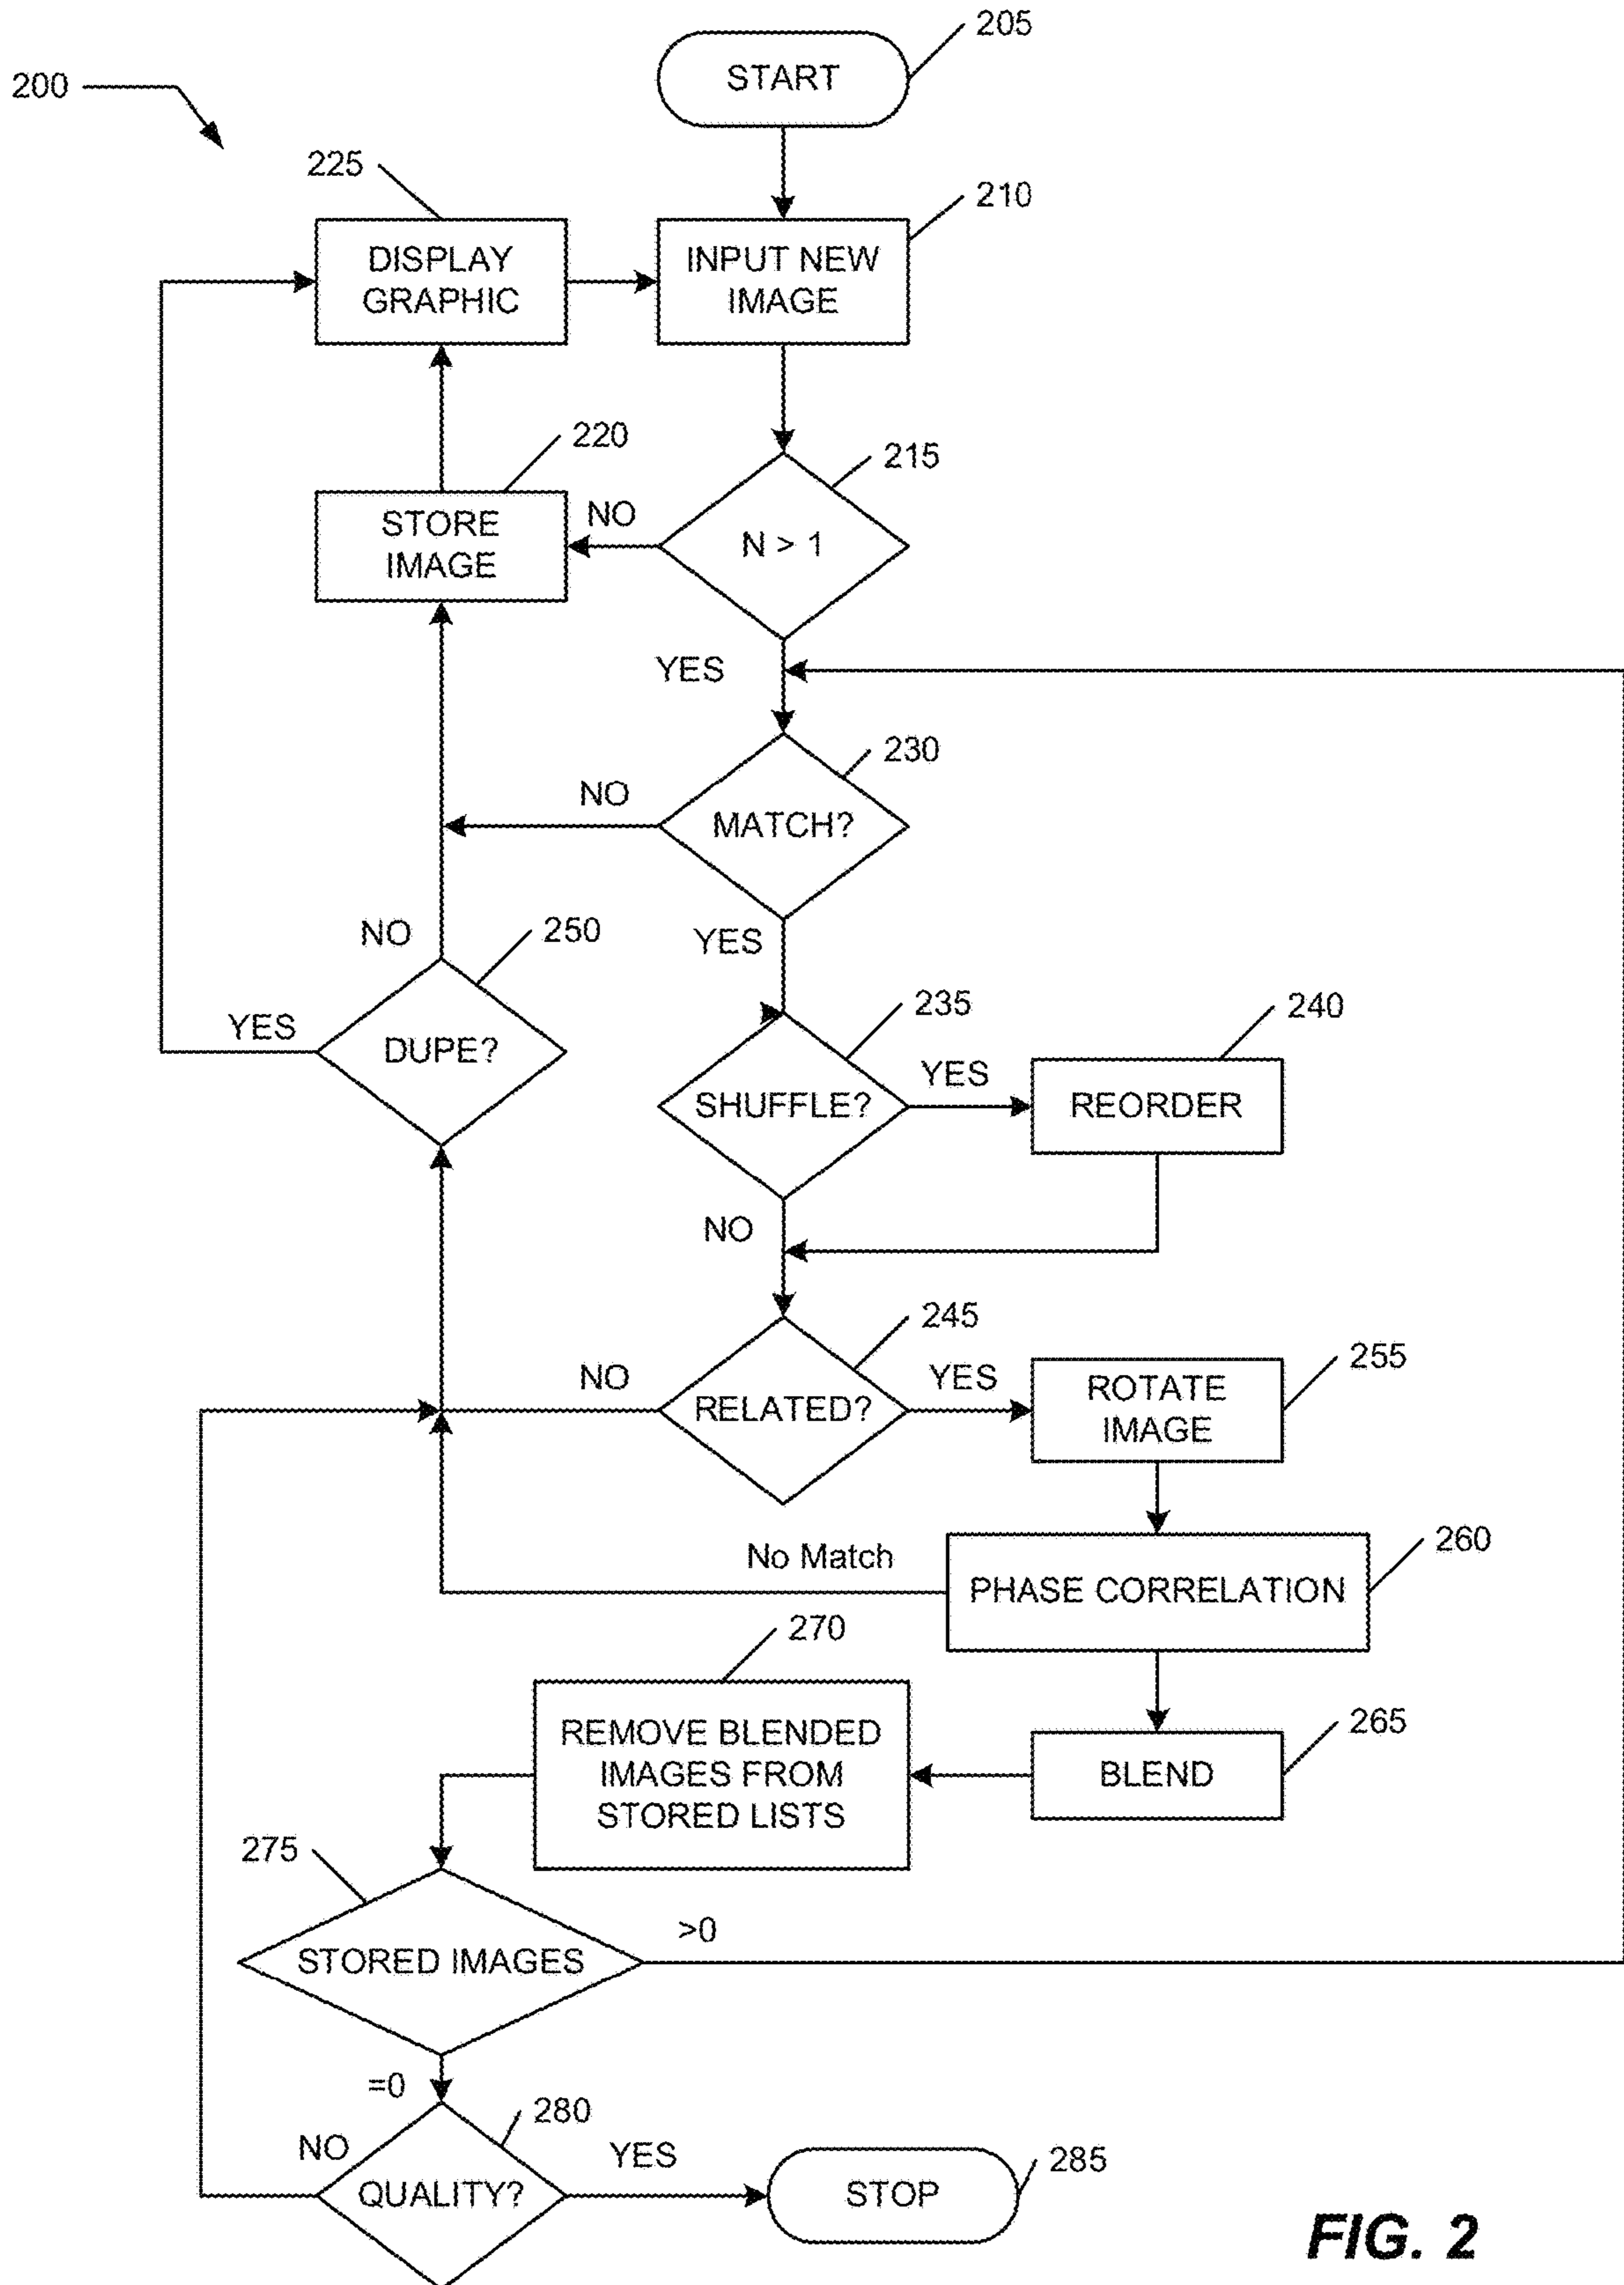 205
START
200
225
210
DISPLAY
GRAPHIC
INPUT NEW
IMAGE
220
215
STORE
IMAGE
NO
N > 1
YES
230
NO
MATCH?
NO
250
YES
235
240
YES
DUPE?
SHUFFLE?
YES
REORDER
NO
245
255
NO
RELATED?
YES
ROTATE
IMAGE
No Match
260
PHASE CORRELATION
270
REMOVE BLENDED
IMAGES FROM
STORED LISTS
265
BLEND
275
STORED IMAGES
>0
=0
280
NO
QUALITY?
YES
STOP
285
FIG. 2